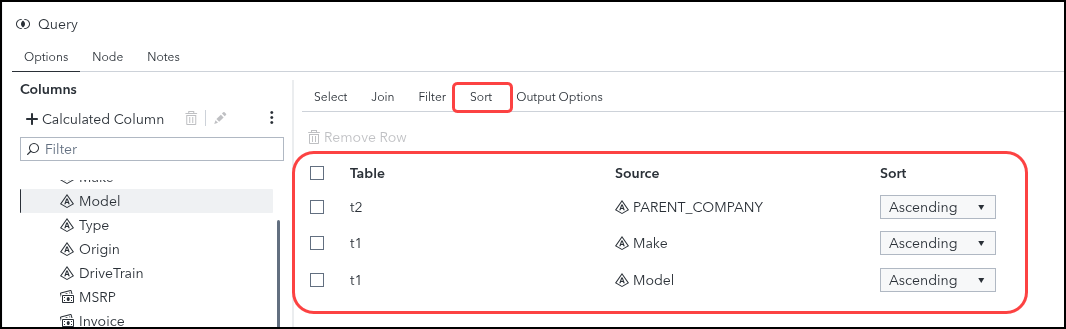 Query
Options Node Notes
Columns
Calculated Column
Filter
Make
Model
Type
Origin
DriveTrain
MSRP
Invoice
Select Join Filter Sort Output Options
Remove Row
Table Source Sort
t2 PARENT_COMPANY Ascending
t1 Make Ascending
t1 Model Ascending